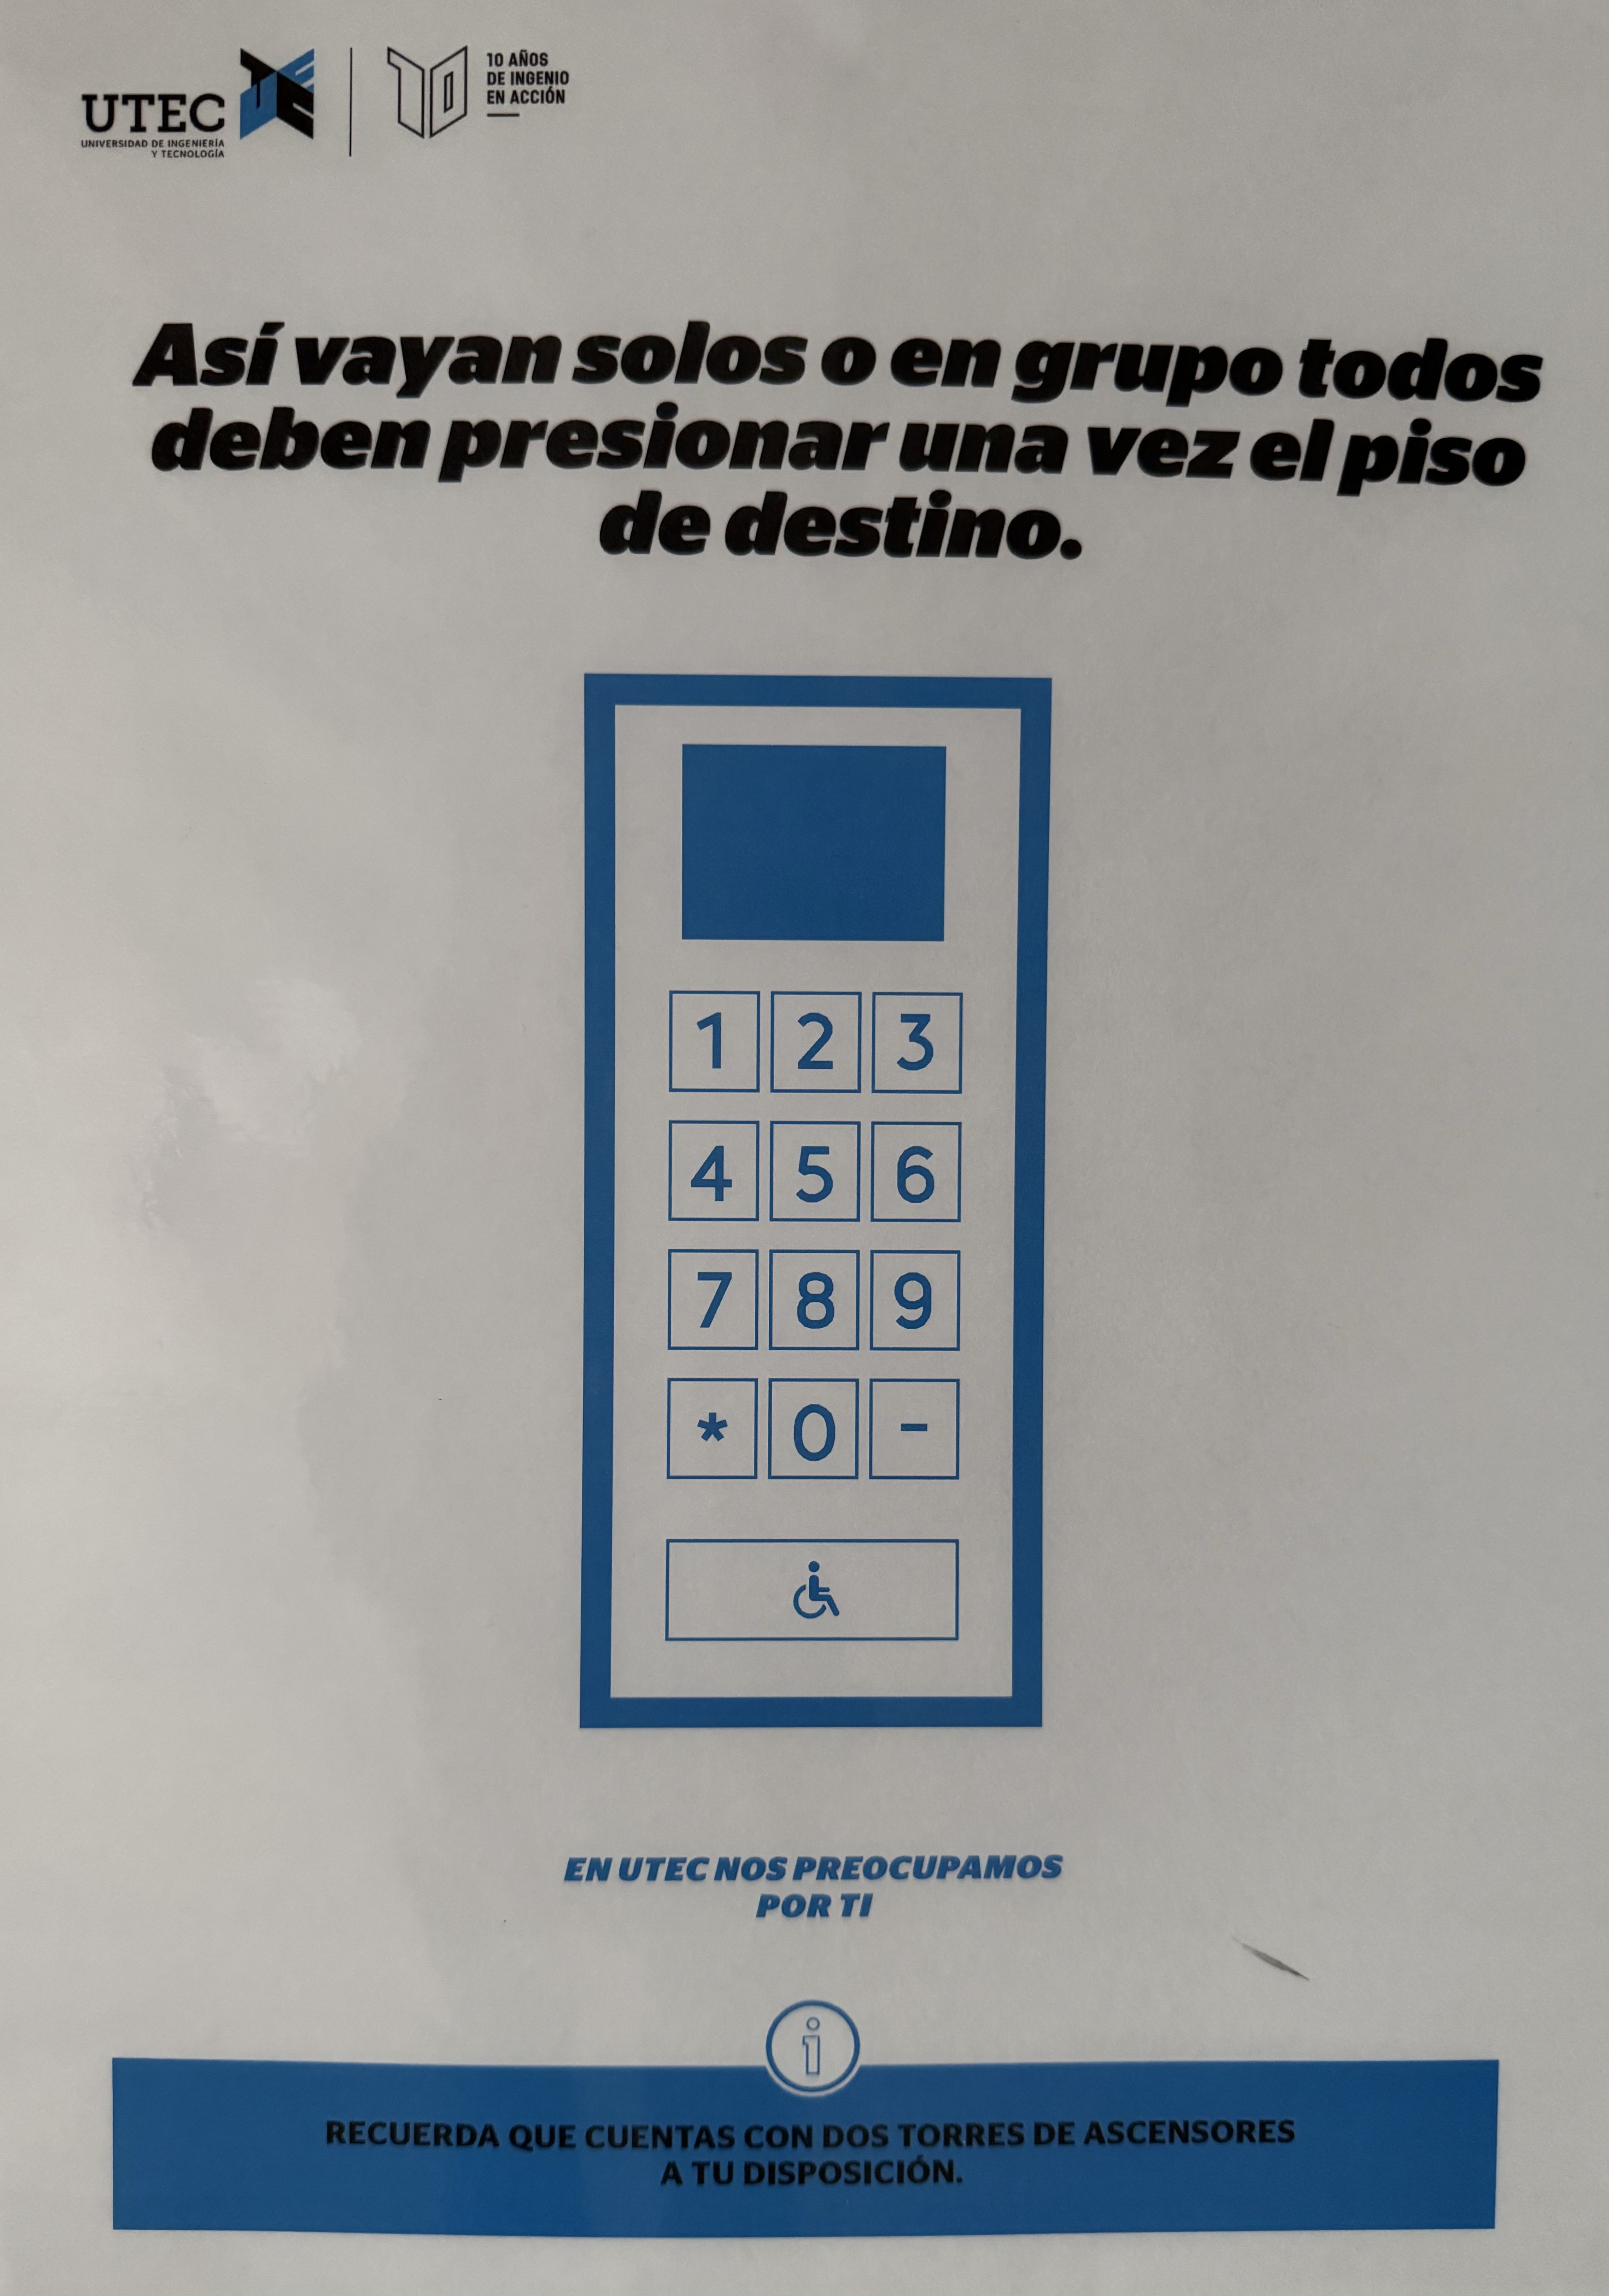 UTEC
UNIVERSIDAD DE INGENIERÍA
Y TECNOLOGÍA
10 AÑOS
DE INGENIO
EN ACCIÓN
Así vayan solos o en grupo todos
deben presionar una vez el piso
de destino.
1 2 3
4 5 6
7 8 9
* 0 -
EN UTEC NOS PREOCUPAMOS
POR TI
RECUERDA QUE CUENTAS CON DOS TORRES DE ASCENSORES
A TU DISPOSICIÓN.